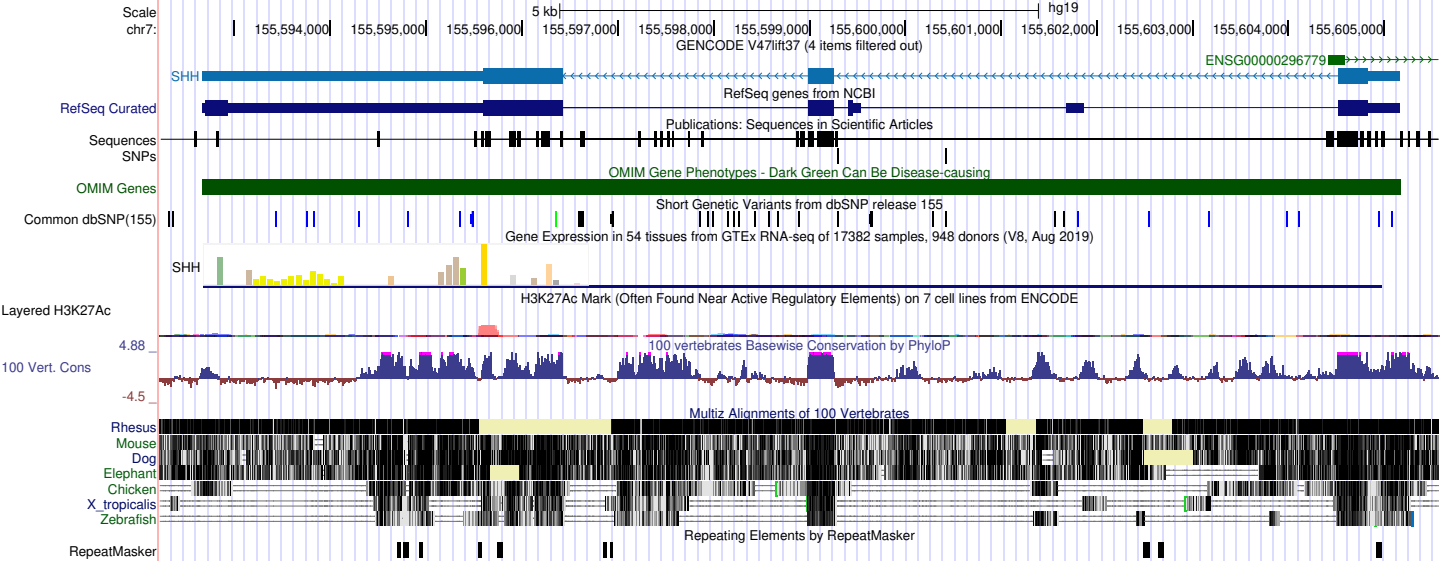 Scale 5 kb hg19
chr7: 155,594,000 155,595,000 155,596,000 155,597,000 155,598,000 155,599,000 155,600,000 155,601,000 155,602,000 155,603,000 155,604,000 155,605,000
GENCODE V47lift37 (4 items filtered out)
ENSG00000296779
SHH
RefSeq genes from NCBI
RefSeq Curated
Publications: Sequences in Scientific Articles
Sequences
SNPs
OMIM Gene Phenotypes - Dark Green Can Be Disease-causing
OMIM Genes
Short Genetic Variants from dbSNP release 155
Common dbSNP(155)
Gene Expression in 54 tissues from GTEx RNA-seq of 17382 samples, 948 donors (V8, Aug 2019)
SHH
H3K27Ac Mark (Often Found Near Active Regulatory Elements) on 7 cell lines from ENCODE
Layered H3K27Ac
100 vertebrates Basewise Conservation by PhyloP
4.88 _
100 Vert. Cons
-4.5 _
Multiz Alignments of 100 Vertebrates
Rhesus
Mouse
Dog
Elephant
Chicken
X_tropicalis
Zebrafish
Repeating Elements by RepeatMasker
RepeatMasker